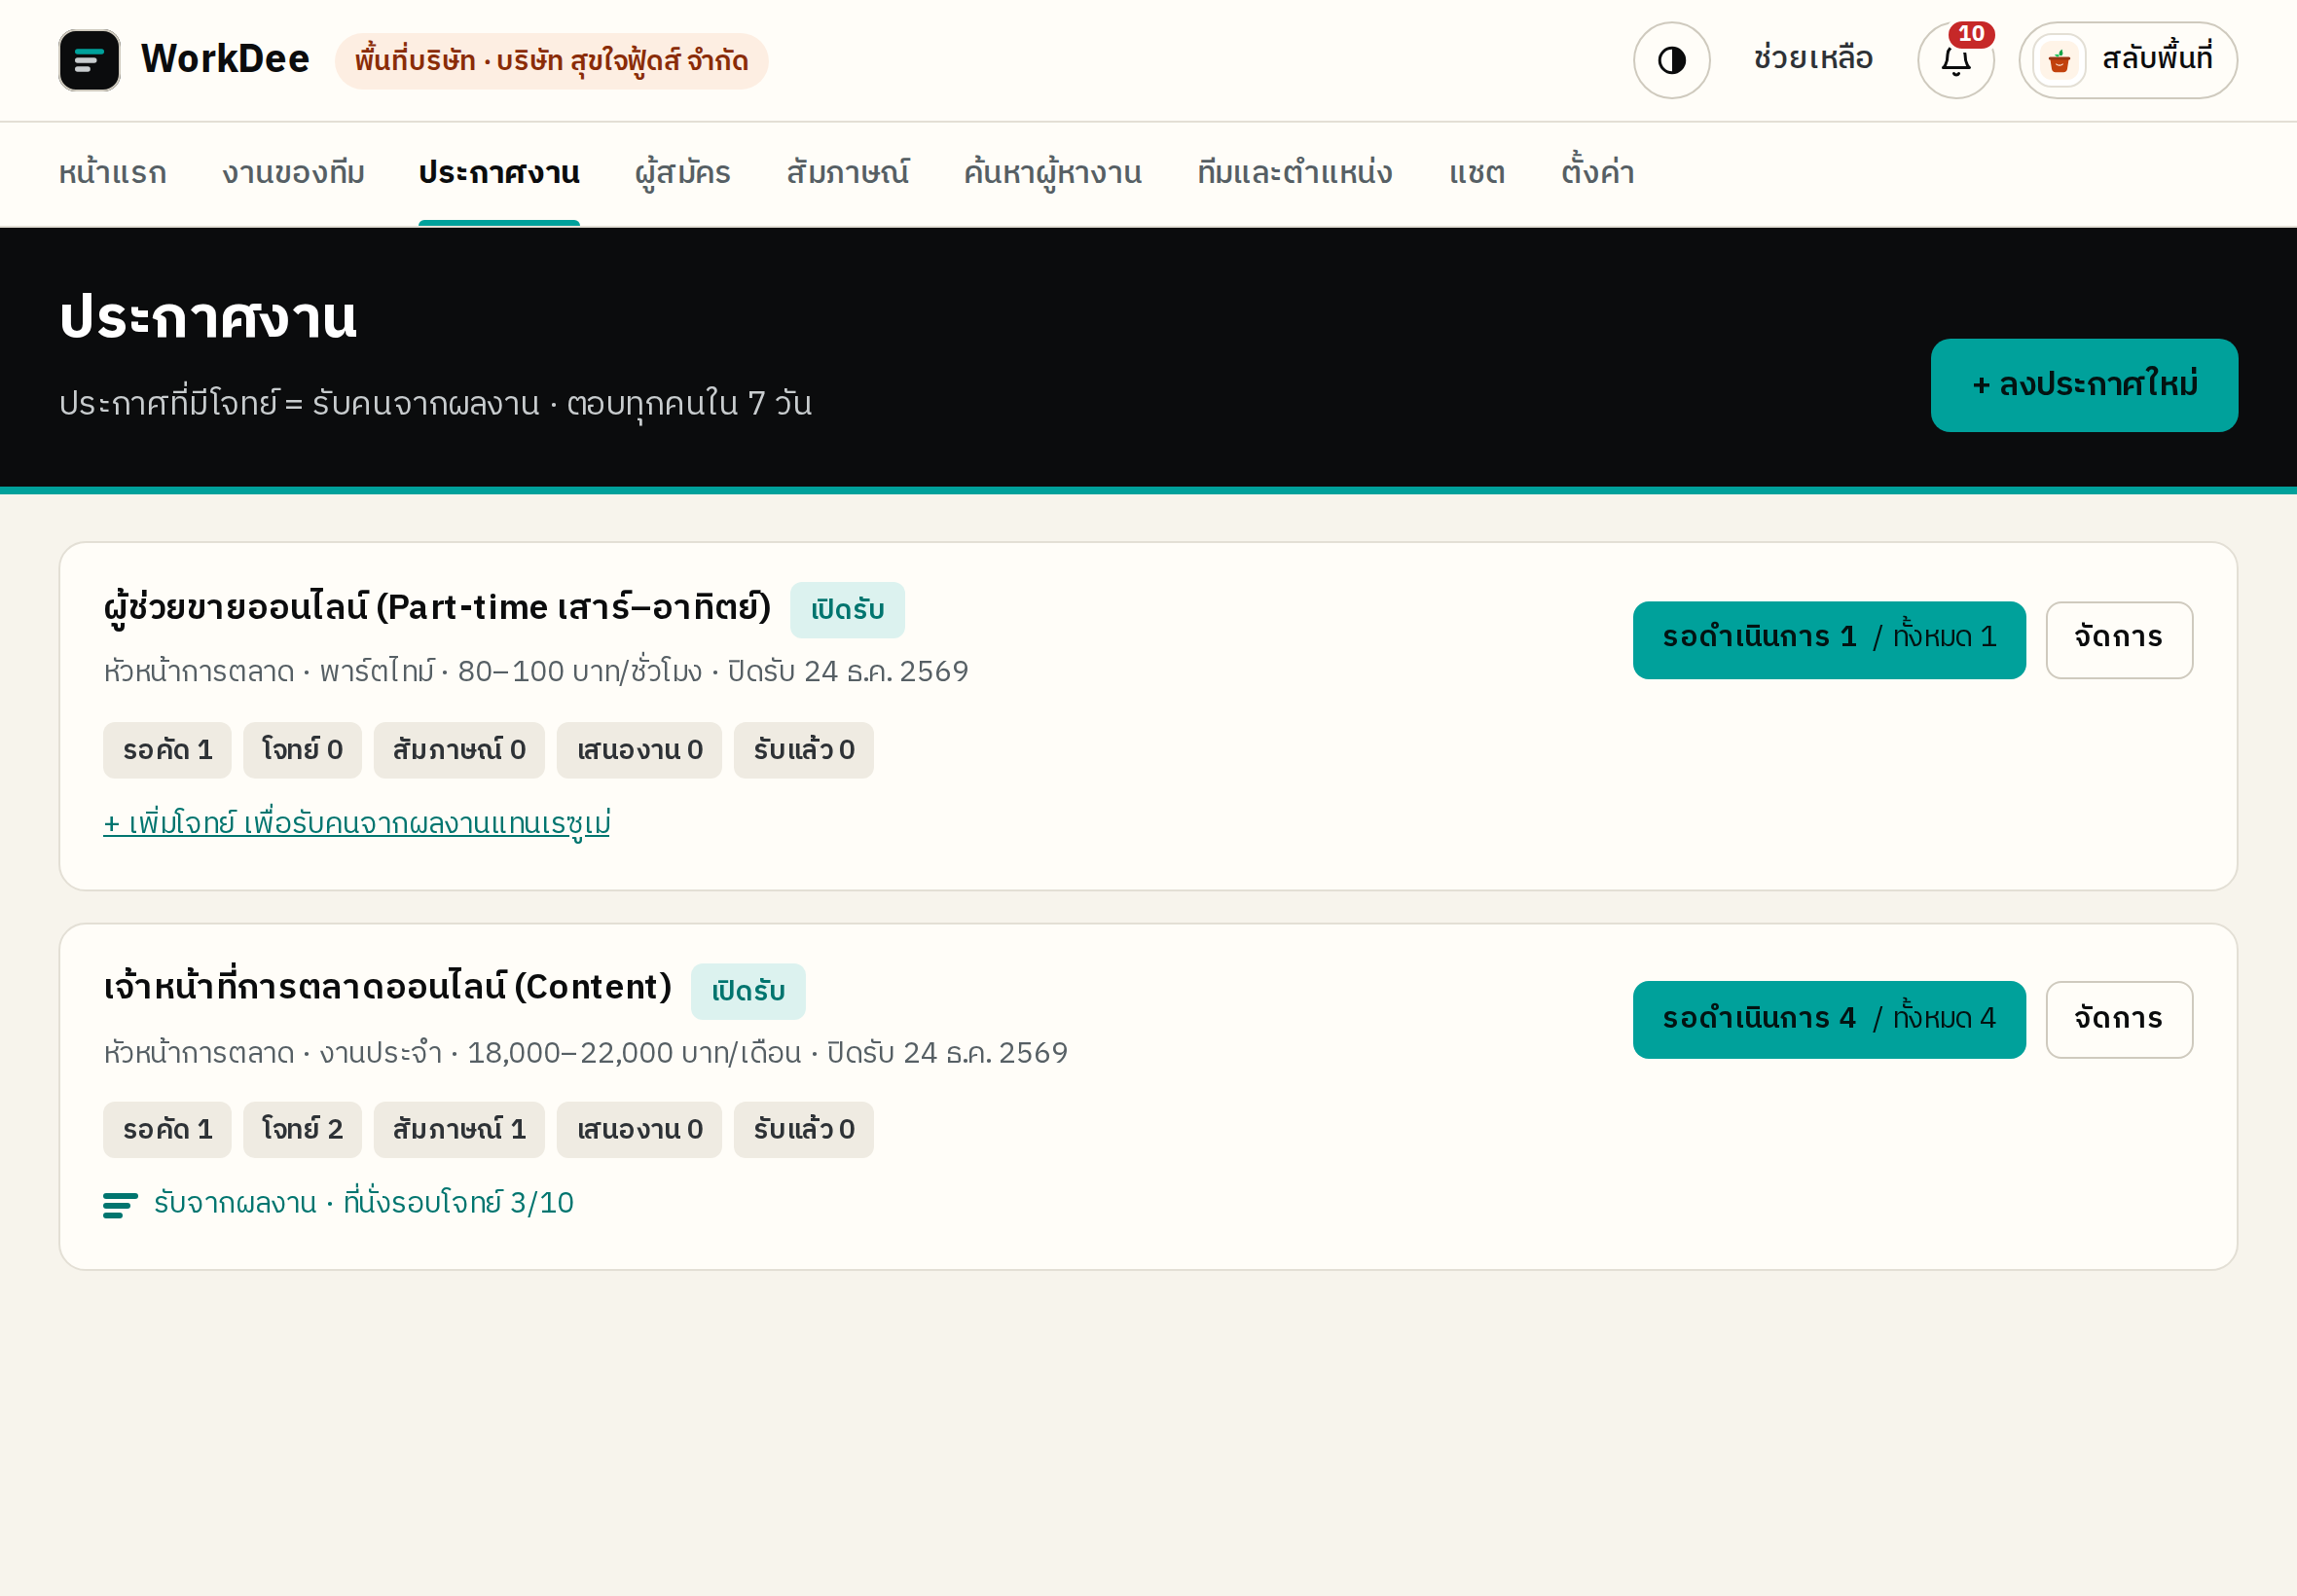 WorkDee
พื้นที่บริษัท · บริษัท สุขใจฟู้ดส์ จำกัด
ช่วยเหลือ
10
สลับพื้นที่
หน้าแรก
งานของทีม
ประกาศงาน
ผู้สมัคร
สัมภาษณ์
ค้นหาผู้หางาน
ทีมและตำแหน่ง
แชต
ตั้งค่า
ประกาศงาน
ประกาศที่มีโจทย์ = รับคนจากผลงาน · ตอบทุกคนใน 7 วัน
+ ลงประกาศใหม่
ผู้ช่วยขายออนไลน์ (Part-time เสาร์–อาทิตย์)
เปิดรับ
รอดำเนินการ 1 / ทั้งหมด 1
จัดการ
หัวหน้าการตลาด · พาร์ตไทม์ · 80–100 บาท/ชั่วโมง · ปิดรับ 24 ธ.ค. 2569
รอคัด 1
โจทย์ 0
สัมภาษณ์ 0
เสนองาน 0
รับแล้ว 0
+ เพิ่มโจทย์ เพื่อรับคนจากผลงานแทนเรซูเม่
เจ้าหน้าที่การตลาดออนไลน์ (Content)
เปิดรับ
รอดำเนินการ 4 / ทั้งหมด 4
จัดการ
หัวหน้าการตลาด · งานประจำ · 18,000–22,000 บาท/เดือน · ปิดรับ 24 ธ.ค. 2569
รอคัด 1
โจทย์ 2
สัมภาษณ์ 1
เสนองาน 0
รับแล้ว 0
รับจากผลงาน · ที่นั่งรอบโจทย์ 3/10